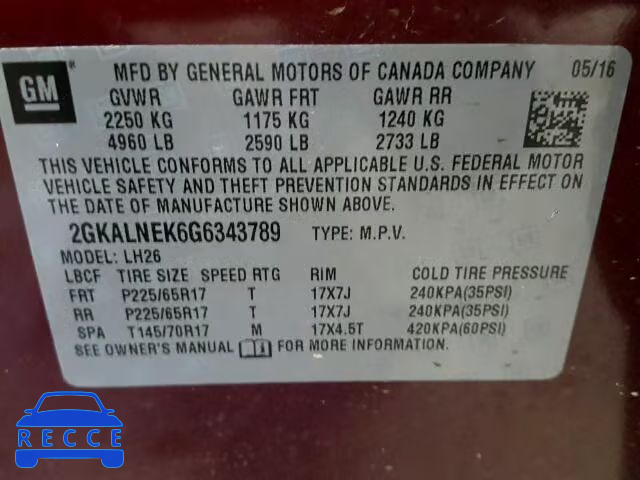 GM ® MFD BY GENERAL MOTORS OF CANADA COMPANY 05/16
GVWR GAWR FRT GAWR RR
2250 KG 1175 KG 1240 KG
4960 LB 2590 LB 2733 LB
THIS VEHICLE CONFORMS TO ALL APPLICABLE U.S. FEDERAL MOTOR
VEHICLE SAFETY AND THEFT PREVENTION STANDARDS IN EFFECT ON
THE DATE OF MANUFACTURE SHOWN ABOVE.
2GKALNEK6G6343789 TYPE: M.P.V.
MODEL: LH26
LBCF TIRE SIZE SPEED RTG RIM COLD TIRE PRESSURE
FRT P225/65R17 T 17X7J 240KPA(35PSI)
RR P225/65R17 T 17X7J 240KPA(35PSI)
SPA T145/70R17 M 17X4.5T 420KPA(60PSI)
SEE OWNER'S MANUAL FOR MORE INFORMATION.
RECCE